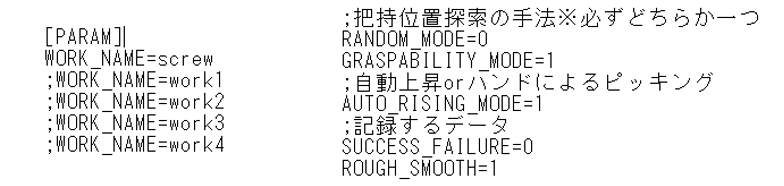 [PARAM]
WORK_NAME=screw
;WORK_NAME=work1
;WORK_NAME=work2
;WORK_NAME=work3
;WORK_NAME=work4
;把持位置探索の手法※必ずどちらか一つ
RANDOM_MODE=0
GRASPABILITY_MODE=1
;自動上昇orハンドによるピッキング
AUTO_RISING_MODE=1
;記録するデータ
SUCCESS_FAILURE=0
ROUGH_SMOOTH=1